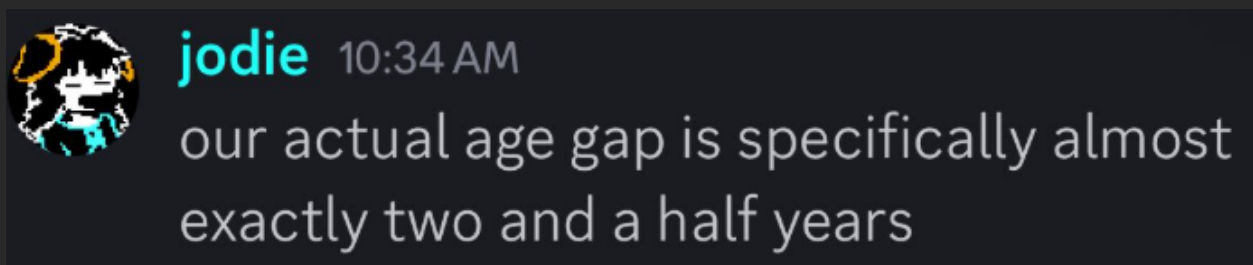 jodie 10:34 AM
our actual age gap is specifically almost
exactly two and a half years